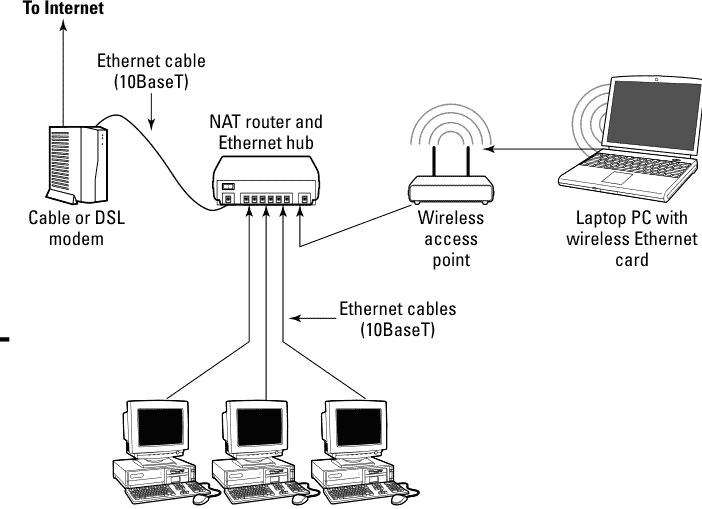 To Internet
Ethernet cable
(10BaseT)
NAT router and
Ethernet hub
Cable or DSL
modem
Wireless
access
point
Laptop PC with
wireless Ethernet
card
Ethernet cables
(10BaseT)